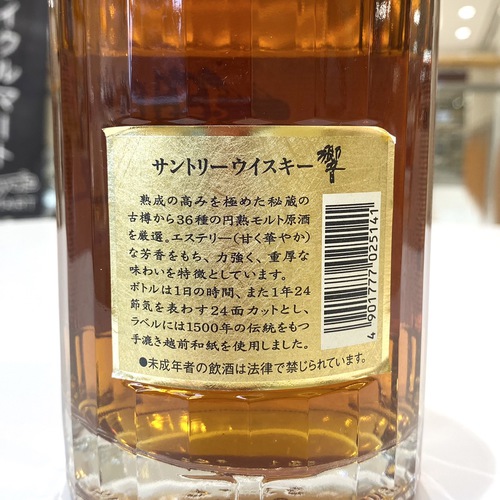 サントリーウイスキー 響
熟成の高みを極めた秘蔵の
古樽から36種の円熟モルト原酒
を厳選。エステリー(甘く華やか)
な芳香をもち、力強く、重厚な
味わいを特徴としています。
ボトルは1日の時間、また1年24
節気を表わす24面カットとし、
ラベルには1500年の伝統をもつ
手漉き越前和紙を使用しました。
●未成年者の飲酒は法律で禁じられています。
4 901777 025141